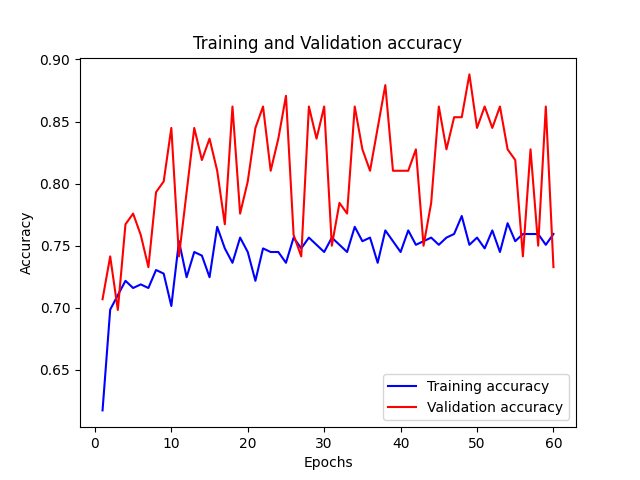 Training and Validation accuracy
0.90
0.85
0.80
0.75
0.70
0.65
Accuracy
0
10
20
30
40
50
60
Epochs
Training accuracy
Validation accuracy